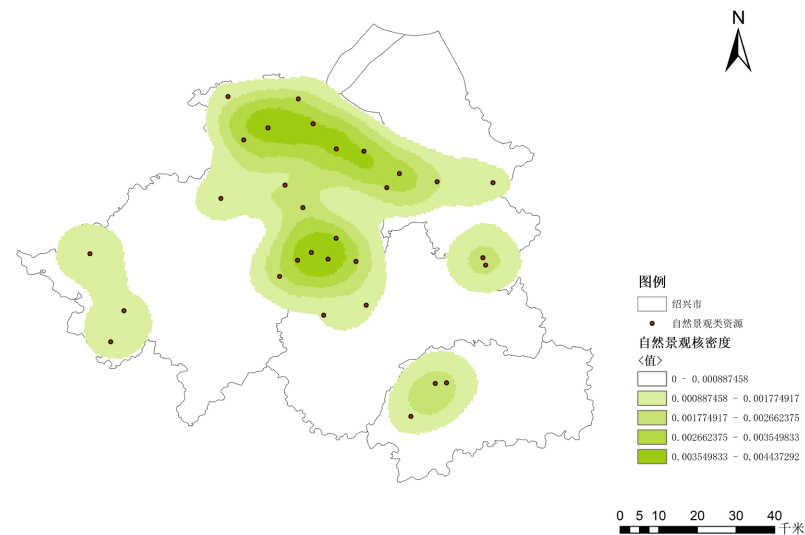 N
图例
绍兴市
自然景观类资源
自然景观核密度
<值>
0 - 0.000887458
0.000887458 - 0.001774917
0.001774917 - 0.002662375
0.002662375 - 0.003549833
0.003549833 - 0.004437292
0 5 10 20 30 40
千米